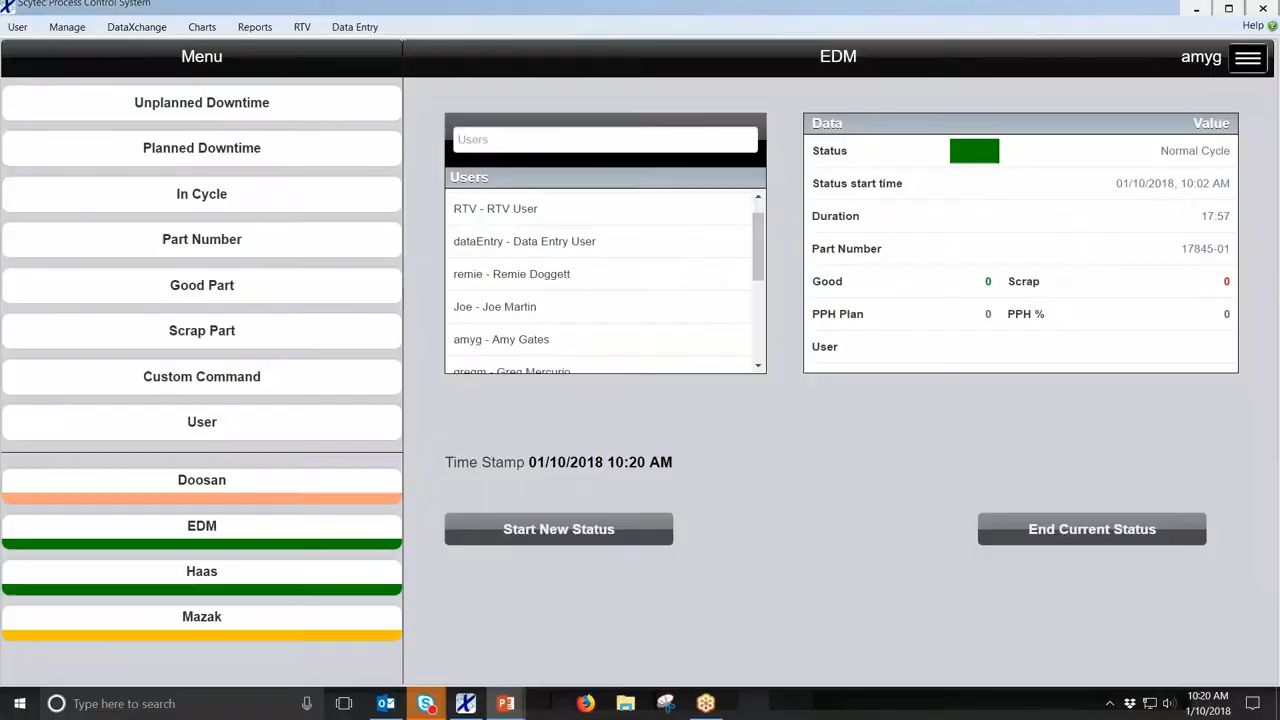 Scytec Process Control System
User Manage DataXchange Charts Reports RTV Data Entry Help
Menu
EDM
amyg
Unplanned Downtime
Planned Downtime
In Cycle
Part Number
Good Part
Scrap Part
Custom Command
User
Doosan
EDM
Haas
Mazak
Users
Users
RTV - RTV User
dataEntry - Data Entry User
remie - Remie Doggett
Joe - Joe Martin
amyg - Amy Gates
gregm - Greg Mercurio
Data Value
Status Normal Cycle
Status start time 01/10/2018, 10:02 AM
Duration 17:57
Part Number 17845-01
Good 0 Scrap 0
PPH Plan 0 PPH % 0
User
Time Stamp 01/10/2018 10:20 AM
Start New Status
End Current Status
Type here to search
10:20 AM
1/10/2018